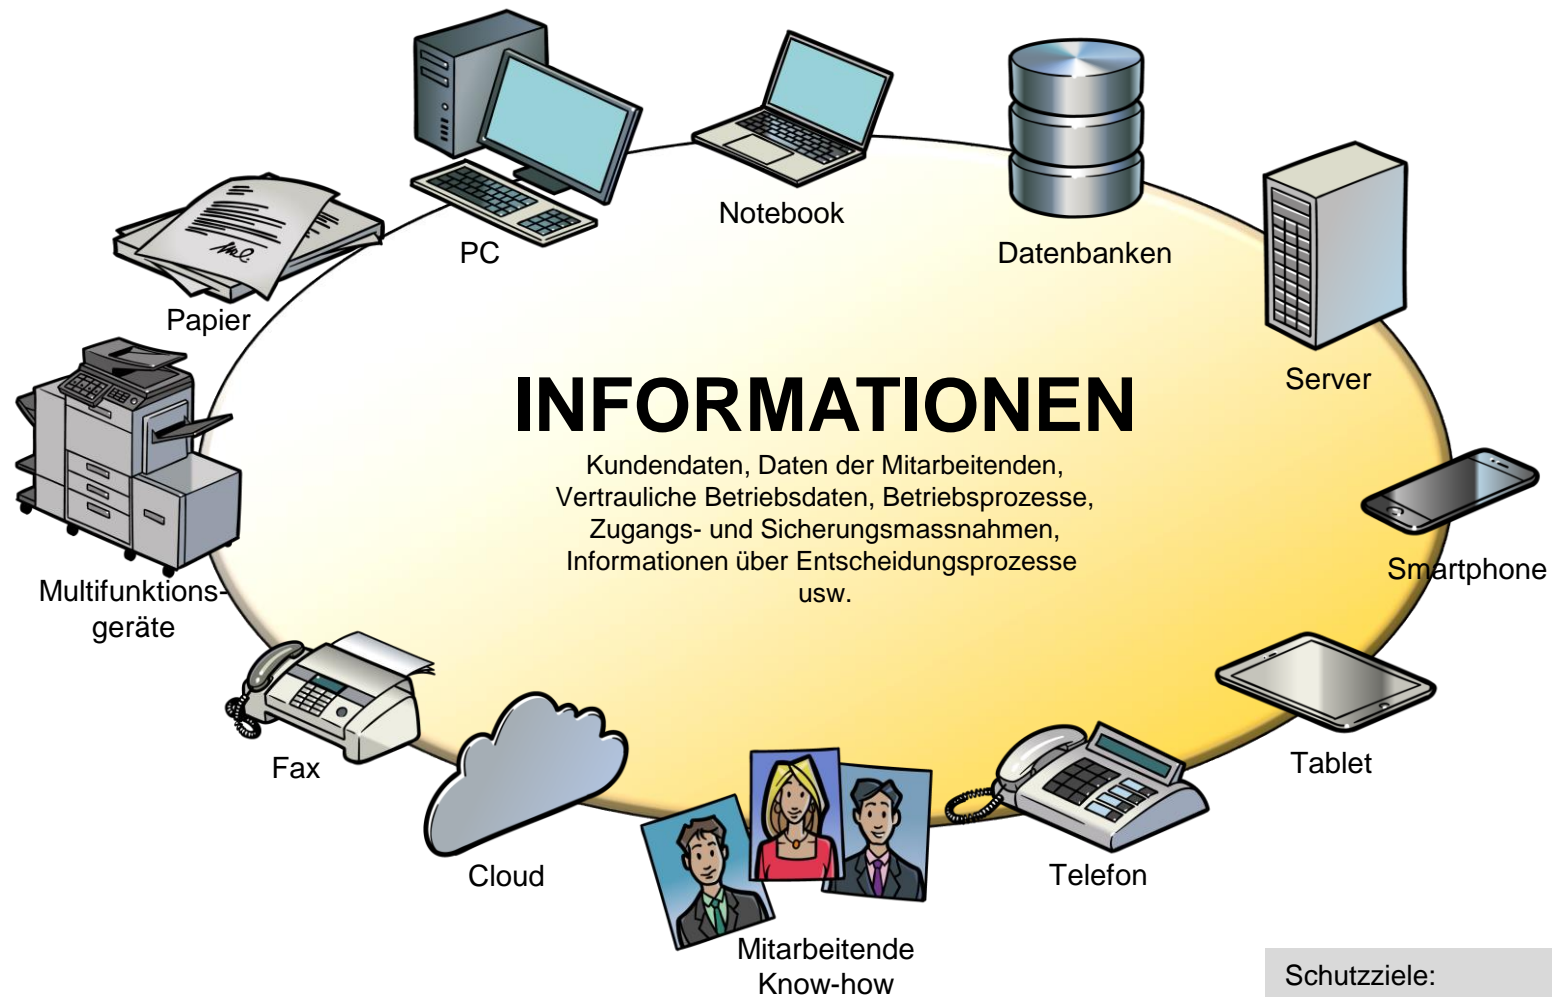 Notebook
PC
Datenbanken
Papier
Server
INFORMATIONEN
Kundendaten, Daten der Mitarbeitenden,
Vertrauliche Betriebsdaten, Betriebsprozesse,
Zugangs- und Sicherungsmassnahmen,
Informationen über Entscheidungsprozesse
usw.
Smartphone
Multifunktions-
geräte
Tablet
Fax
Cloud
Telefon
Mitarbeitende
Know-how
Schutzziele: